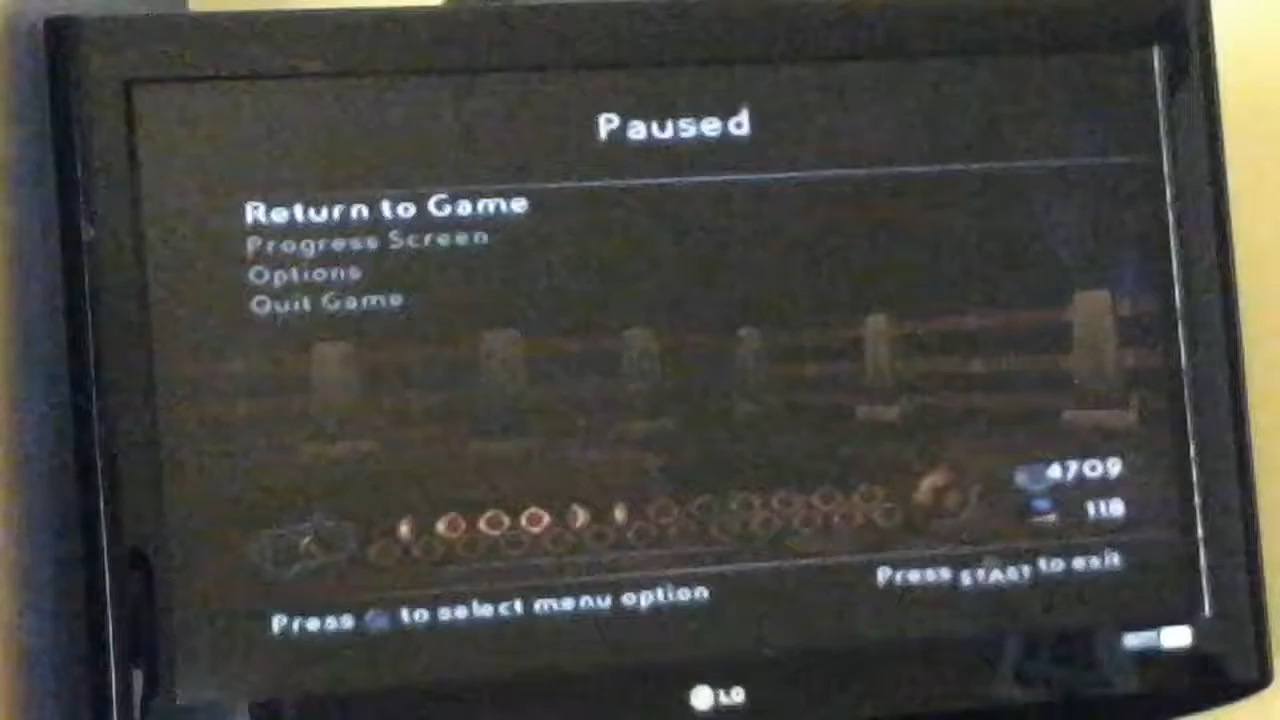 Paused
Return to Game
Progress Screen
Options
Quit Game
4709
118
Press START to exit
Press to select menu option
LG